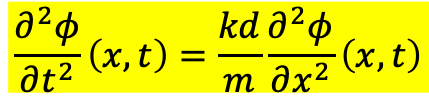 ∂²ϕ/∂t² (x, t) = kd/m ∂²ϕ/∂x² (x, t)